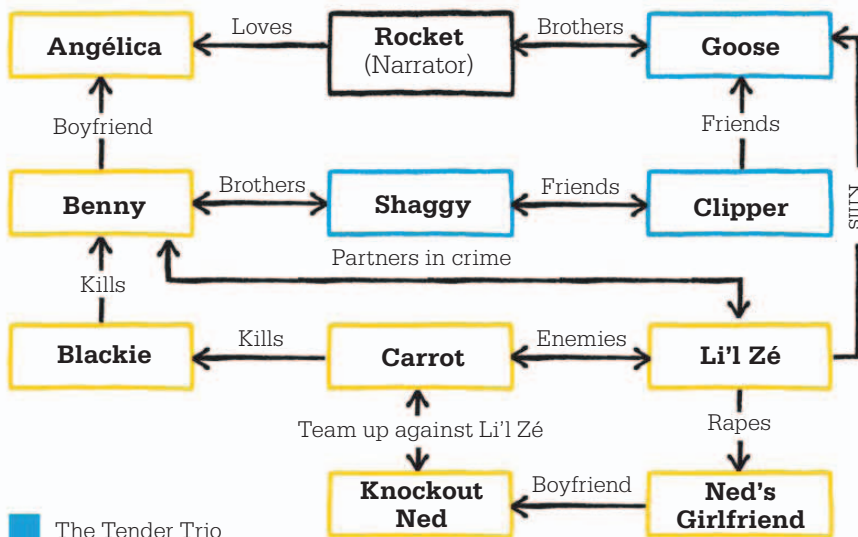 Angélica
Loves
Rocket
(Narrator)
Brothers
Goose
Boyfriend
Friends
Kills
Benny
Brothers
Shaggy
Friends
Clipper
Partners in crime
Kills
Blackie
Kills
Carrot
Enemies
Li'l Zé
Team up against Li'l Zé
Rapes
Knockout
Ned
Boyfriend
Ned's
Girlfriend
The Tender Trio